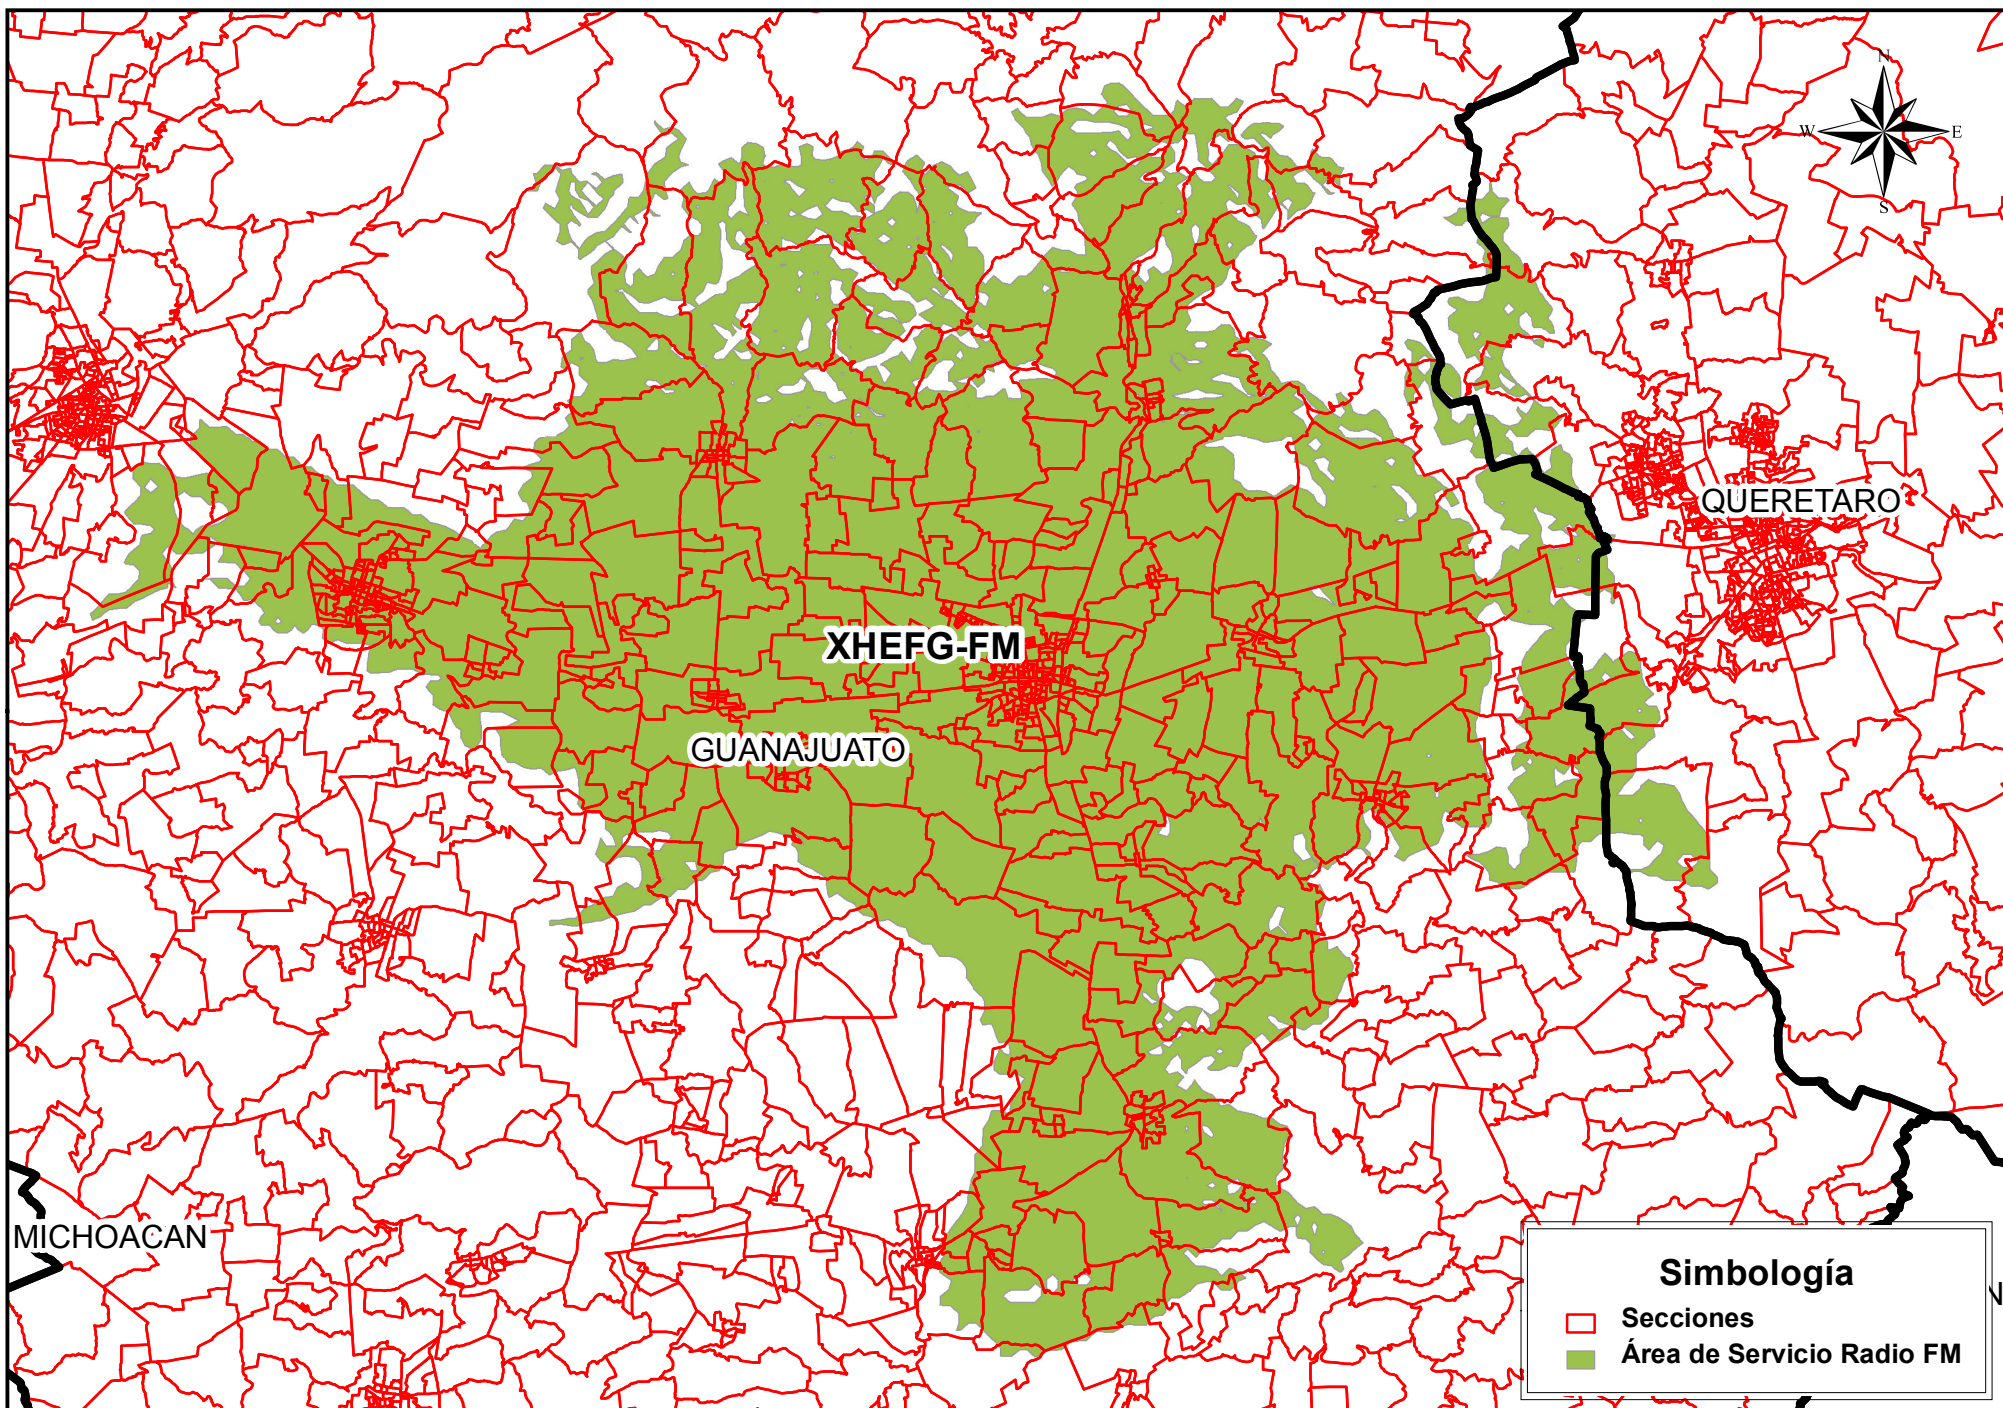 N
W E
S
QUERETARO
XHEFG-FM
GUANAJUATO
MICHOACAN
N
Simbología
Secciones
Área de Servicio Radio FM